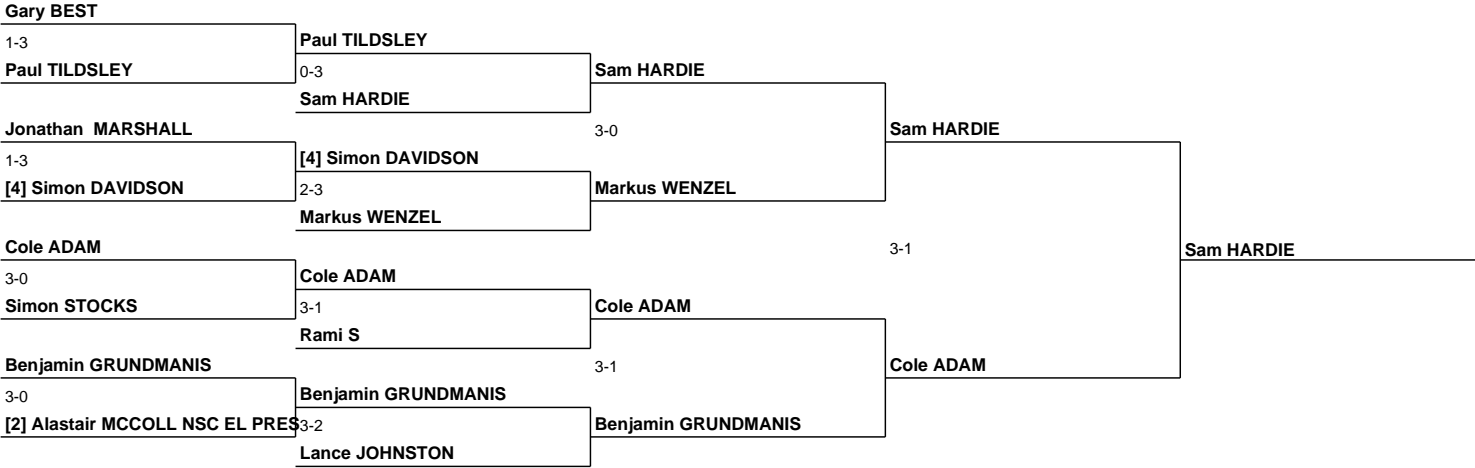 Gary BEST
1-3
Paul TILDSLEY
Paul TILDSLEY
0-3
Sam HARDIE
Sam HARDIE
Jonathan  MARSHALL
1-3
[4] Simon DAVIDSON
[4] Simon DAVIDSON
2-3
Markus WENZEL
3-0
Markus WENZEL
Sam HARDIE
Cole ADAM
3-0
Simon STOCKS
Cole ADAM
3-1
Rami S
Cole ADAM
Benjamin GRUNDMANIS
3-0
[2] Alastair MCCOLL NSC EL PRES
Benjamin GRUNDMANIS
3-2
Lance JOHNSTON
3-1
Benjamin GRUNDMANIS
Cole ADAM
3-1
Sam HARDIE